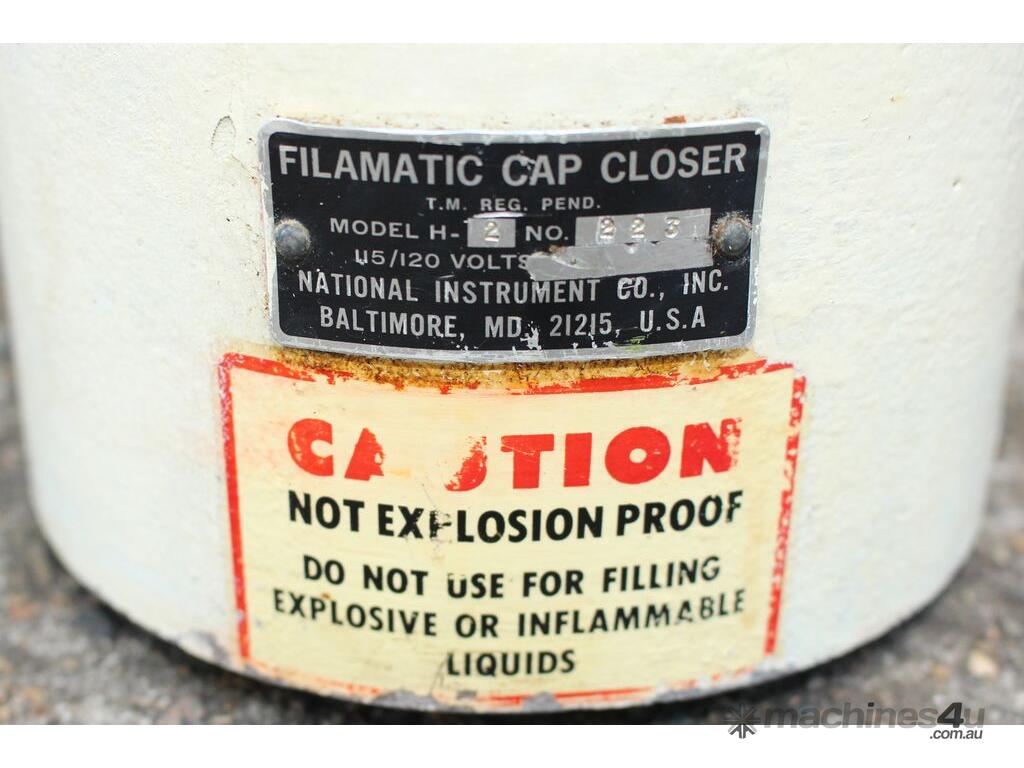 FILAMATIC CAP CLOSER
T.M. REG. PEND.
MODEL H-2 NO. 223
115/120 VOLTS
NATIONAL INSTRUMENT CO., INC.
BALTIMORE, MD. 21215, U.S.A
CAUTION
NOT EXPLOSION PROOF
DO NOT USE FOR FILLING
EXPLOSIVE OR INFLAMMABLE
LIQUIDS
machines4u
.com.au